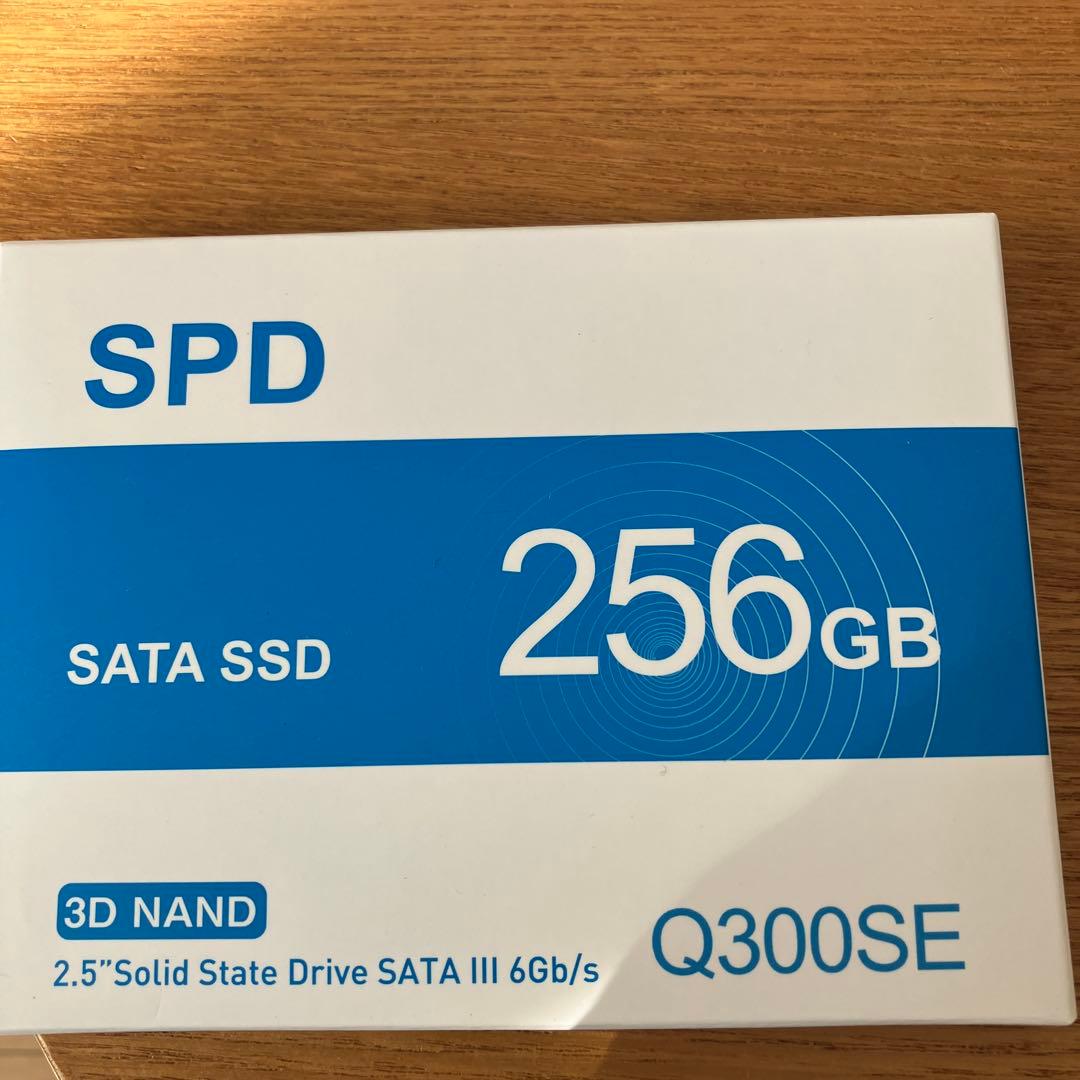 SPD
256GB
SATA SSD
3D NAND
2.5”Solid State Drive SATA III 6Gb/s
Q300SE